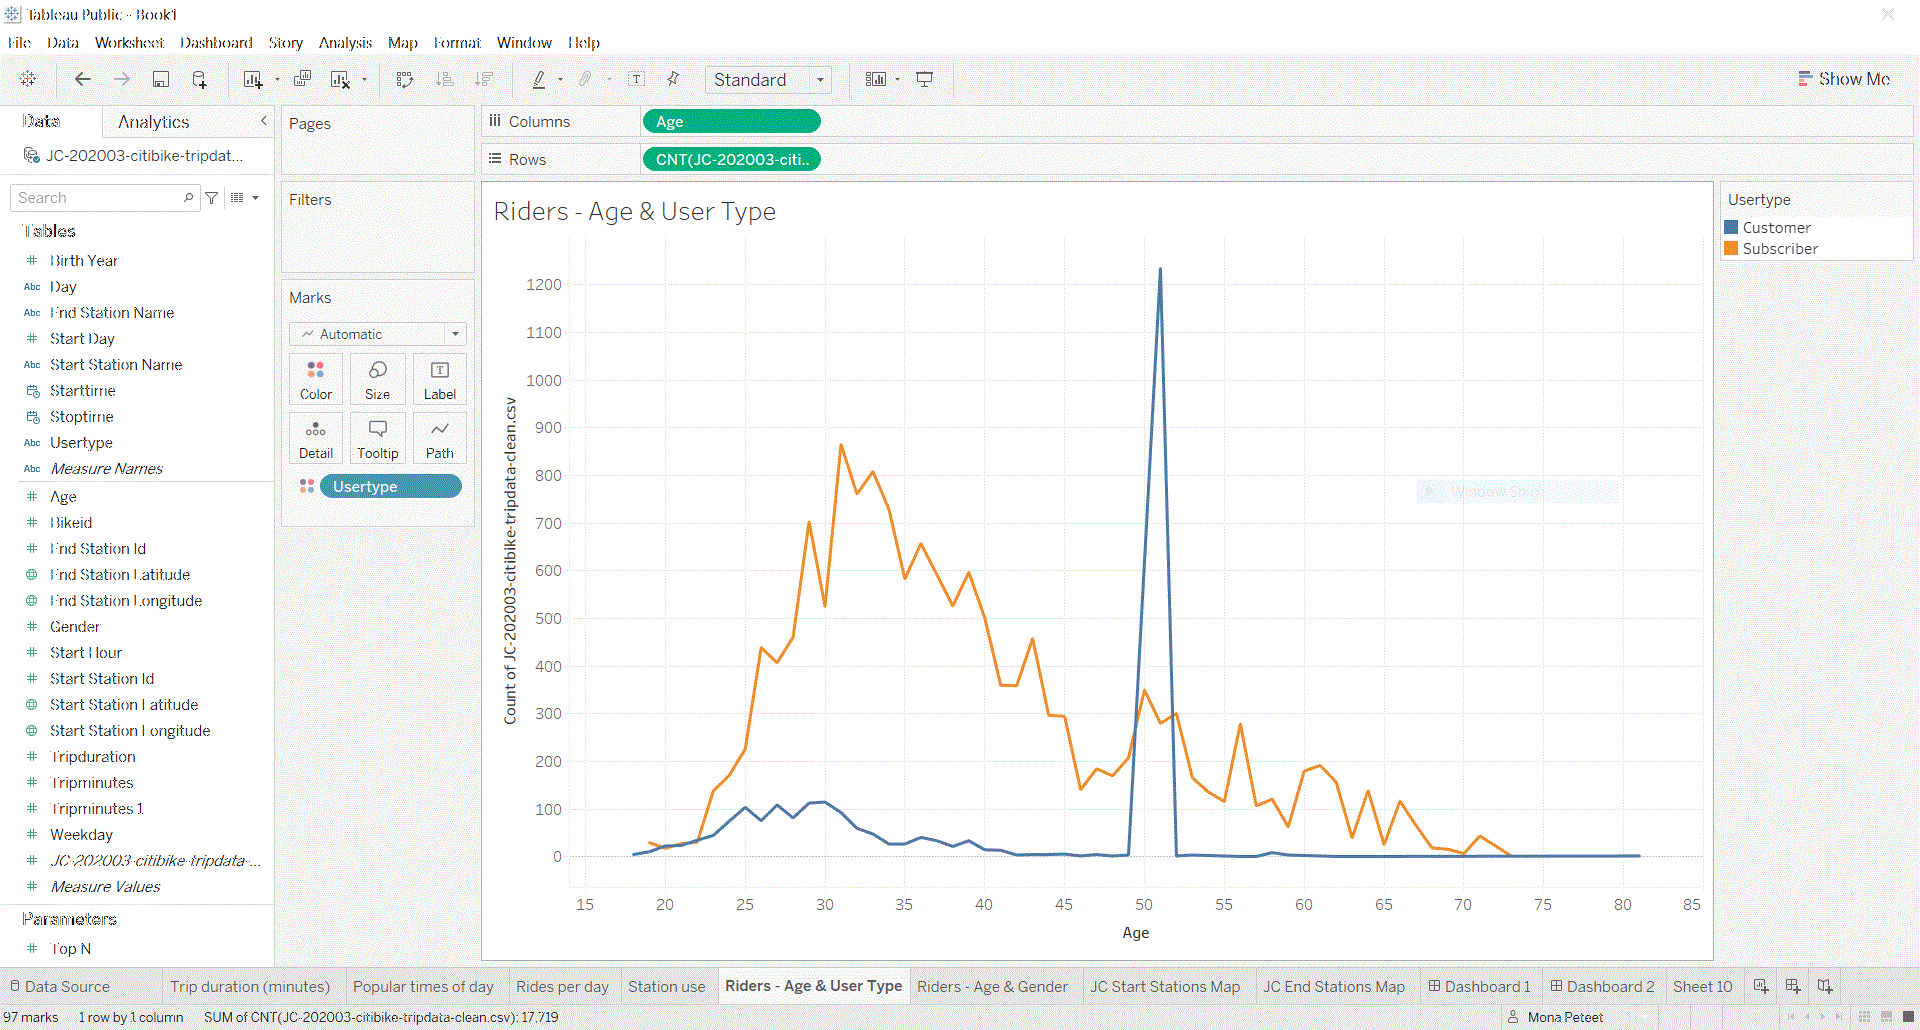 Tableau Public - Book1
File Data Worksheet Dashboard Story Analysis Map Format Window Help
Standard
Show Me
Data
Analytics
JC-202003-citibike-tripdat...
Search
Tables
Birth Year
Abc Day
Abc End Station Name
Start Day
Abc Start Station Name
Starttime
Stoptime
Abc Usertype
Abc Measure Names
Age
Bikeid
End Station Id
End Station Latitude
End Station Longitude
Gender
Start Hour
Start Station Id
Start Station Latitude
Start Station Longitude
Tripduration
Tripminutes
Tripminutes 1
Weekday
JC-202003-citibike-tripdata-...
Measure Values
Parameters
Top N
Pages
Filters
Marks
Automatic
Color Size Label
Detail Tooltip Path
Usertype
Columns Age
Rows CNT(JC-202003-citi..
Riders - Age & User Type
Count of JC-202003-citibike-tripdata-clean.csv
1200
1100
1000
900
800
700
600
500
400
300
200
100
0
15 20 25 30 35 40 45 50 55 60 65 70 75 80 85
Age
Window Snip
Usertype
Customer
Subscriber
Data Source Trip duration (minutes) Popular times of day Rides per day Station use Riders - Age & User Type Riders - Age & Gender JC Start Stations Map JC End Stations Map Dashboard 1 Dashboard 2 Sheet 10
97 marks 1 row by 1 column SUM of CNT(JC-202003-citibike-tripdata-clean.csv): 17,719 Mona Peteet